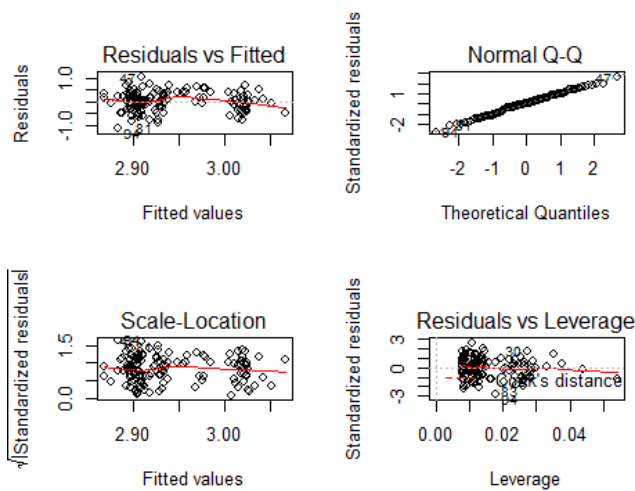 Residuals vs Fitted
Residuals
1.0
-1.0
47
81
94
2.90
3.00
Fitted values
Normal Q-Q
Standardized residuals
1
-2
47
-2
-1
0
1
2
Theoretical Quantiles
Scale-Location
√|Standardized residuals|
1.5
0.0
2.90
3.00
Fitted values
Residuals vs Leverage
Standardized residuals
3
0
-3
Cook's distance
0.00
0.02
0.04
Leverage